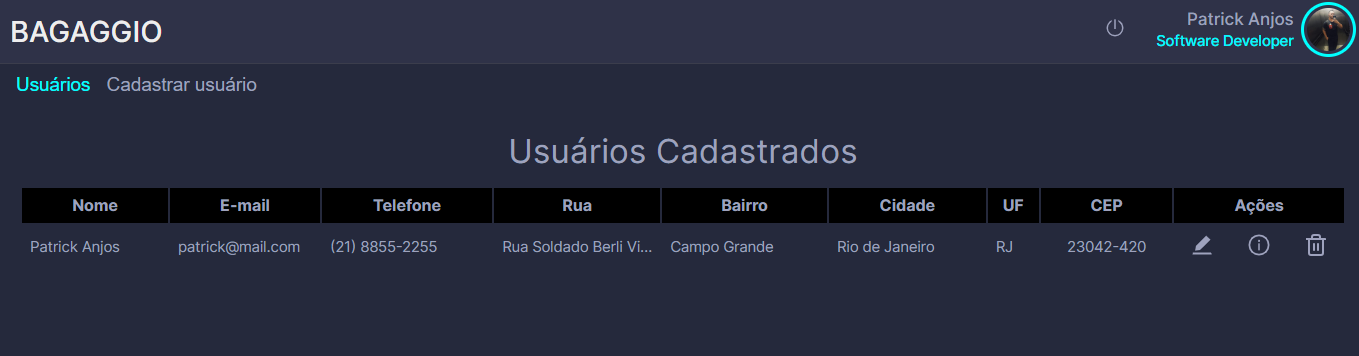 BAGAGGIO
Patrick Anjos
Software Developer
Usuários Cadastrar usuário
Usuários Cadastrados
Nome E-mail Telefone Rua Bairro Cidade UF CEP Ações
Patrick Anjos patrick@mail.com (21) 8855-2255 Rua Soldado Berli Vi... Campo Grande Rio de Janeiro RJ 23042-420